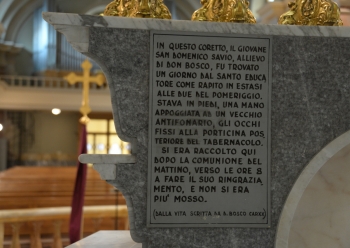 IN QUESTO CORETTO, IL GIOVANE
SAN DOMENICO SAVIO, ALLIEVO
DI DON BOSCO, FU TROVATO
UN GIORNO DAL SANTO EDUCA
TORE COME RAPITO IN ESTASI
ALLE DUE DEL POMERIGGIO.
STAVA IN PIEDI, UNA MANO
APPOGGIATA AD UN VECCHIO
ANTIFONARIO, GLI OCCHI
FISSI ALLA PORTICINA POS
TERIORE DEL TABERNACOLO.
SI ERA RACCOLTO QUI
DOPO LA COMUNIONE DEL
MATTINO, VERSO LE ORE 8
A FARE IL SUO RINGRAZIA
MENTO, E NON SI ERA
PIU' MOSSO.
DALLA VITA SCRITTA DA S. BOSCO